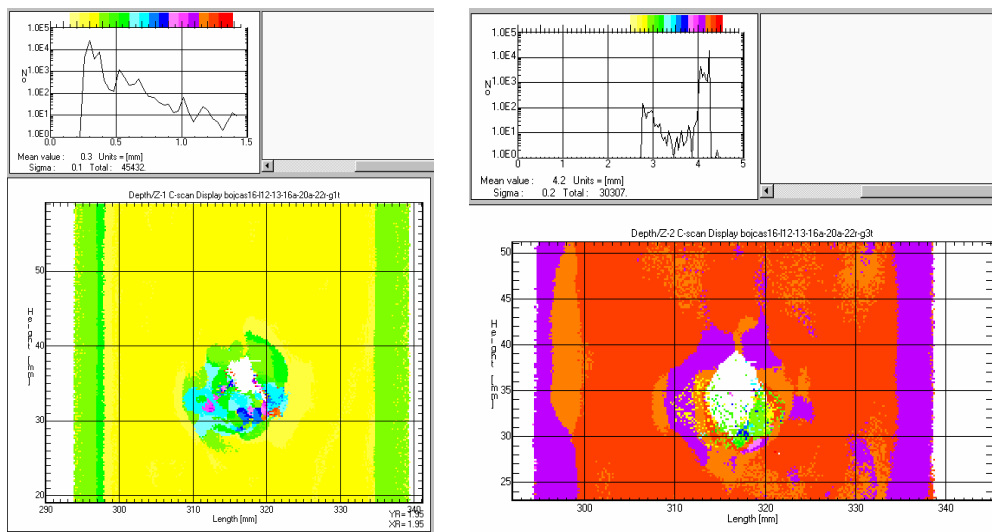 1.0E5
1.0E4
1.0E3
1.0E2
1.0E1
1.0E0
No
0.0 0.5 1.0 1.5
Mean value : 0.3 Units = [mm]
Sigma : 0.1 Total : 45432.
Depth/Z-1 C-scan Display bojcas16-l12-13-16a-20a-22r-g1t
50
40
30
20
Height [mm]
290 300 310 320 330 340
Length [mm]
YR= 1.95
XR= 1.95
1.0E5
1.0E4
1.0E3
1.0E2
1.0E1
1.0E0
No
0 1 2 3 4 5
Mean value : 4.2 Units = [mm]
Sigma : 0.2 Total : 30307.
Depth/Z-2 C-scan Display bojcas16-l12-13-16a-20a-22r-g3t
50
45
40
35
30
25
Height [mm]
300 310 320 330 340
Length [mm]